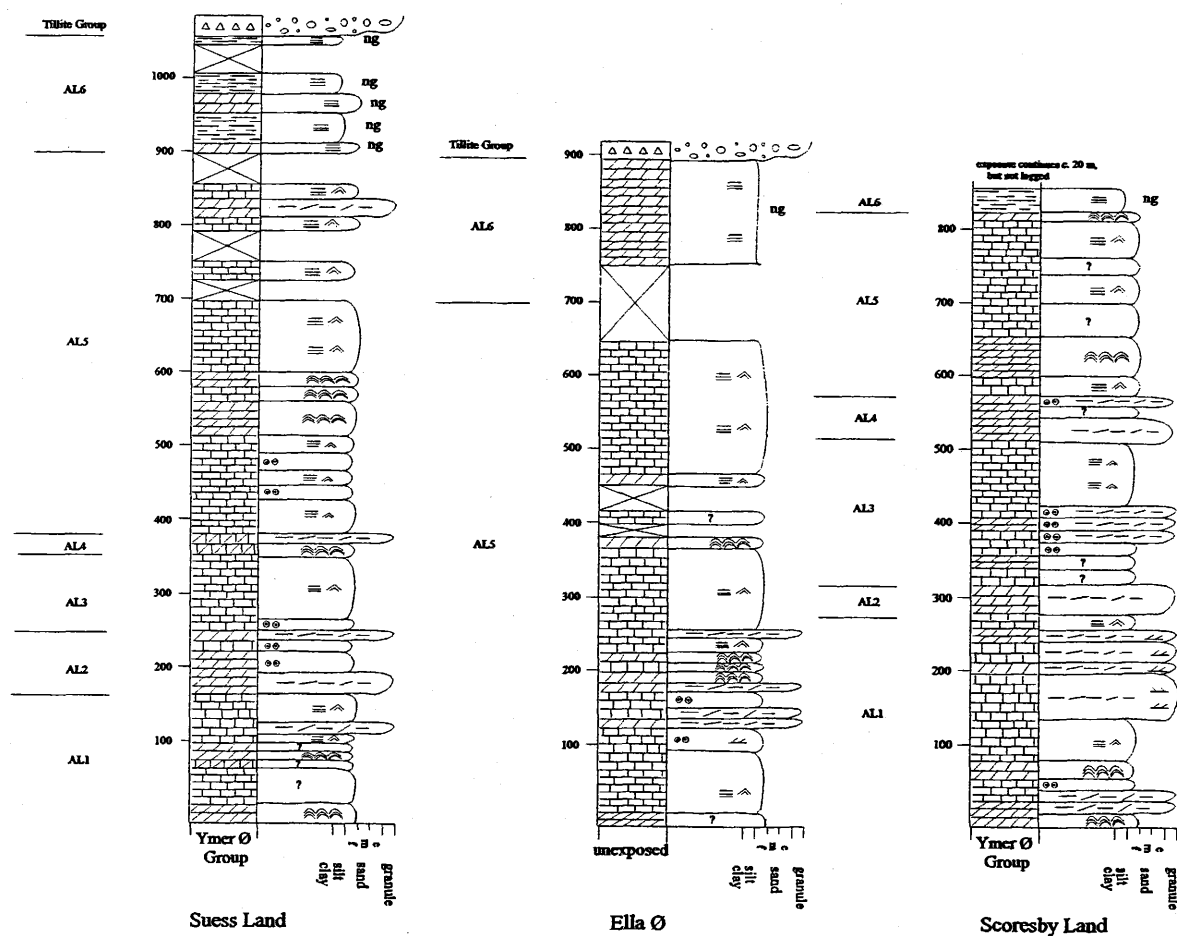 Tillite Group
ng
1000
AL6
ng
ng
ng
ng
900
800
700
AL5
600
500
400
AL4
AL3
300
200
AL2
100
?
AL1
?
?
Ymer Ø
Group
f m c
clay
silt
sand
granule
Suess Land
Tillite Group
900
ng
800
AL6
700
600
500
?
400
AL5
300
200
100
?
unexposed
f m c
clay
silt
sand
granule
Ella Ø
exposure continues c. 20 m,
but not logged
AL6
ng
800
?
AL5
700
?
600
?
AL4
500
AL3
400
?
?
AL2
300
200
AL1
100
Ymer Ø
Group
f m c
clay
silt
sand
granule
Scoresby Land